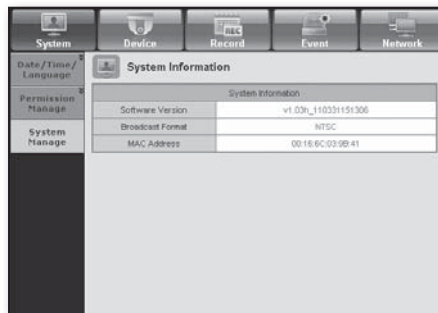 System Device Record Event Network
REC
Date/Time/
Language
Permission
Manage
System
Manage
System Information
System Information
Software Version v1.03h_110331151306
Broadcast Format NTSC
MAC Address 00:16:6C:03:9B:41